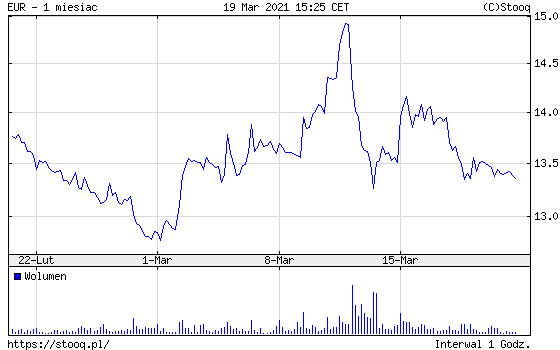 EUR - 1 miesiac 19 Mar 2021 15:25 CET (C)Stooq
15.0
14.5
14.0
13.5
13.0
22-Lut 1-Mar 8-Mar 15-Mar
Wolumen
https://stooq.pl/ Interwal 1 Godz.